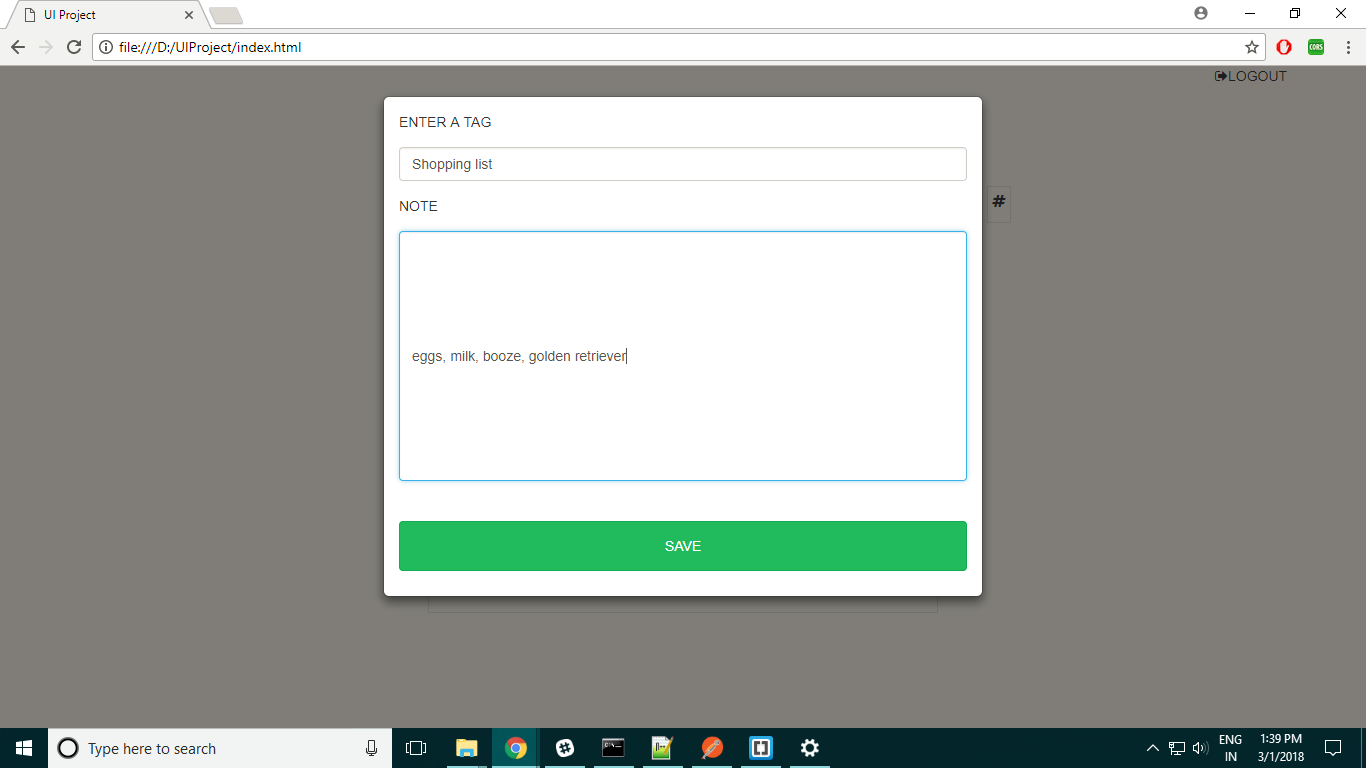 UI Project
file:///D:/UIProject/index.html
CORS
LOGOUT
ENTER A TAG
Shopping list
NOTE
#
eggs, milk, booze, golden retriever
SAVE
Type here to search
ENG
IN
1:39 PM
3/1/2018